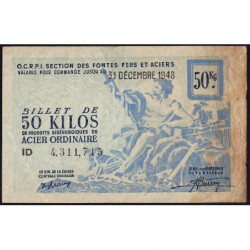 O.C.R.P.I. SECTION DES FONTES FERS ET ACIERS
VALABLE POUR COMMANDE JUSQU'AU
31 DÉCEMBRE 1948
50 Kg
BILLET DE
50 KILOS
DE PRODUITS SIDÉRURGIQUES EN
ACIER ORDINAIRE
ID 4,311,715